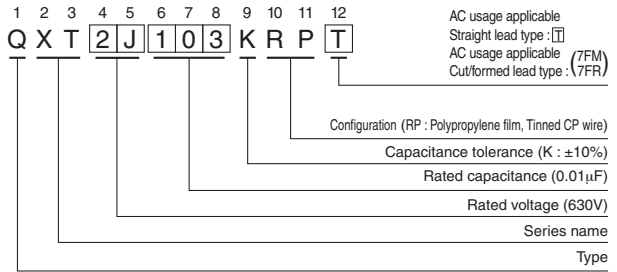 1 2 3 4 5 6 7 8 9 10 11 12
Q X T 2 J 1 0 3 K R P T
AC usage applicable
Straight lead type : T
AC usage applicable (7FM
Cut/formed lead type : 7FR)
Configuration (RP : Polypropylene film, Tinned CP wire)
Capacitance tolerance (K : ±10%)
Rated capacitance (0.01μF)
Rated voltage (630V)
Series name
Type